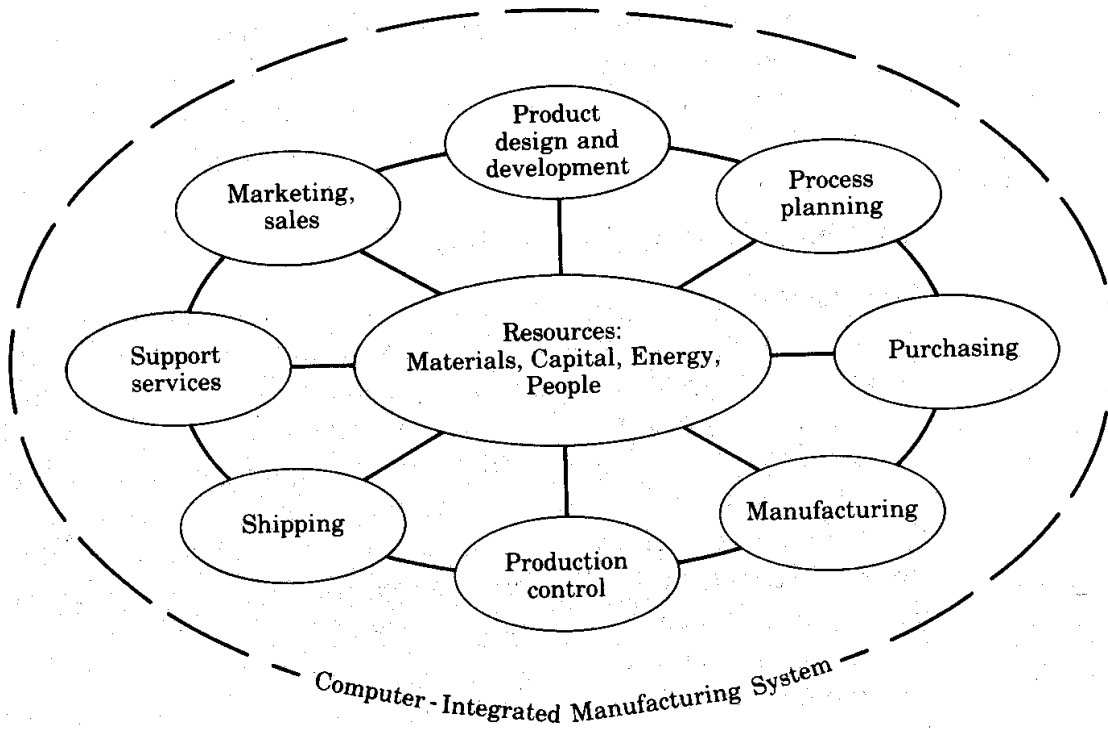 Product
design and
development
Process
planning
Marketing,
sales
Resources:
Materials, Capital, Energy,
People
Purchasing
Support
services
Manufacturing
Shipping
Production
control
Computer-Integrated Manufacturing System